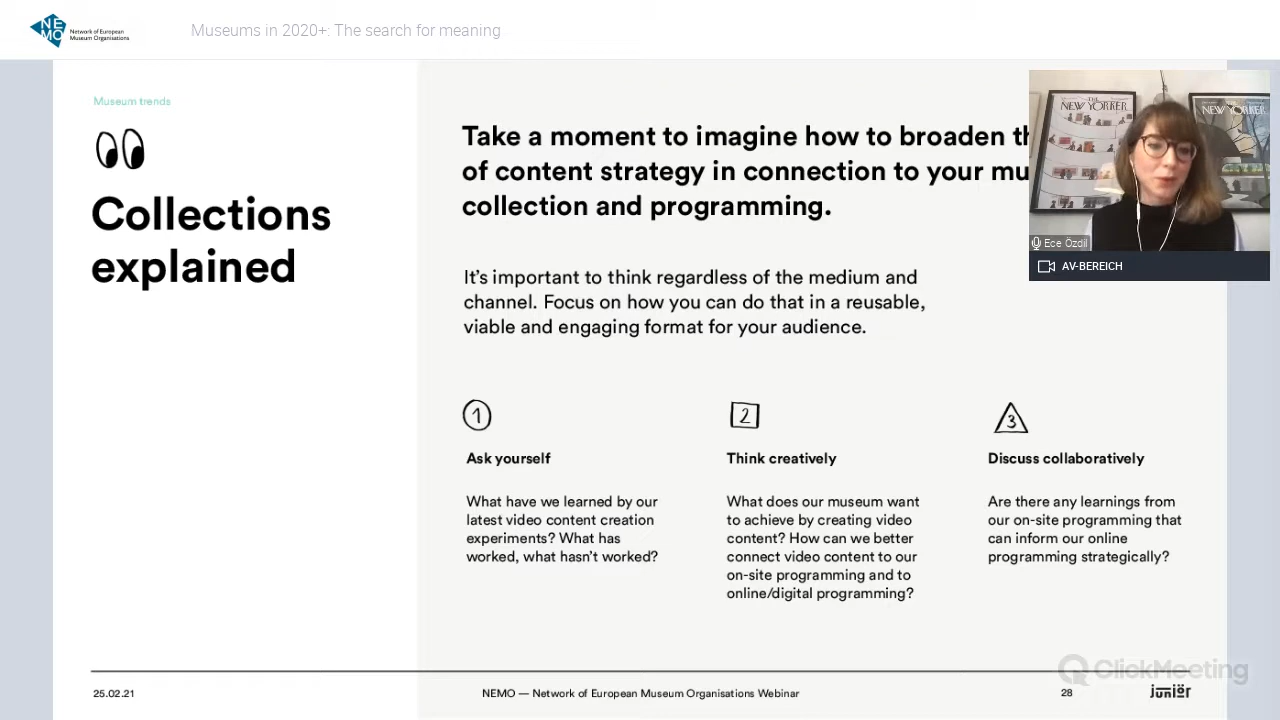 NE
MO
Network of European
Museum Organisations
Museums in 2020+: The search for meaning
Museum trends
Collections
explained
Take a moment to imagine how to broaden
of content strategy in connection to your
collection and programming.
It's important to think regardless of the medium and
channel. Focus on how you can do that in a reusable,
viable and engaging format for your audience.
THE
NEW YORKER
THE
NEW YORKER
Ece Özdil
AV-BEREICH
1
Ask yourself
What have we learned by our
latest video content creation
experiments? What has
worked, what hasn't worked?
2
Think creatively
What does our museum want
to achieve by creating video
content? How can we better
connect video content to our
on-site programming and to
online/digital programming?
3
Discuss collaboratively
Are there any learnings from
our on-site programming that
can inform our online
programming strategically?
ClickMeeting
25.02.21
NEMO — Network of European Museum Organisations Webinar
28
junior